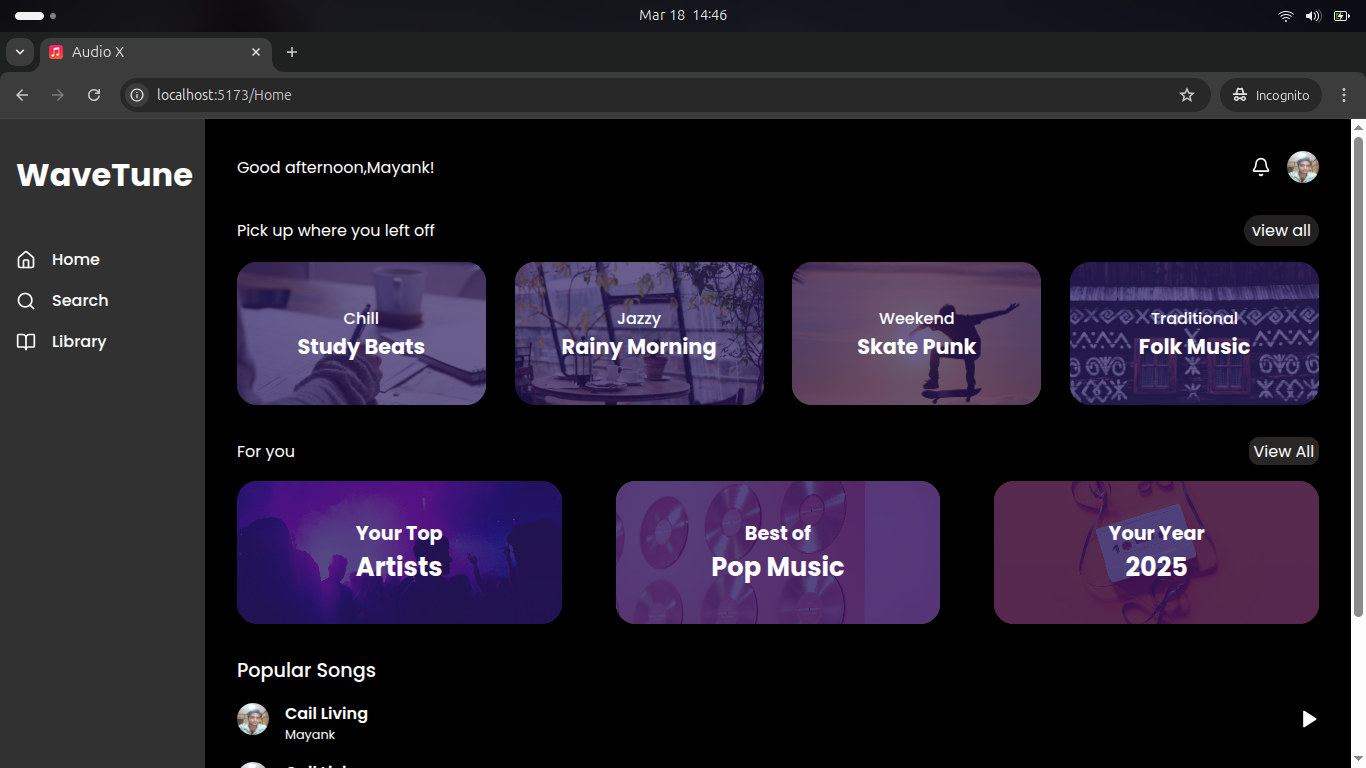 Mar 18 14:46
Audio X
localhost:5173/Home
Incognito
WaveTune
Home
Search
Library
Good afternoon,Mayank!
Pick up where you left off
view all
Chill
Study Beats
Jazzy
Rainy Morning
Weekend
Skate Punk
Traditional
Folk Music
For you
View All
Your Top
Artists
Best of
Pop Music
Your Year
2025
Popular Songs
Cail Living
Mayank